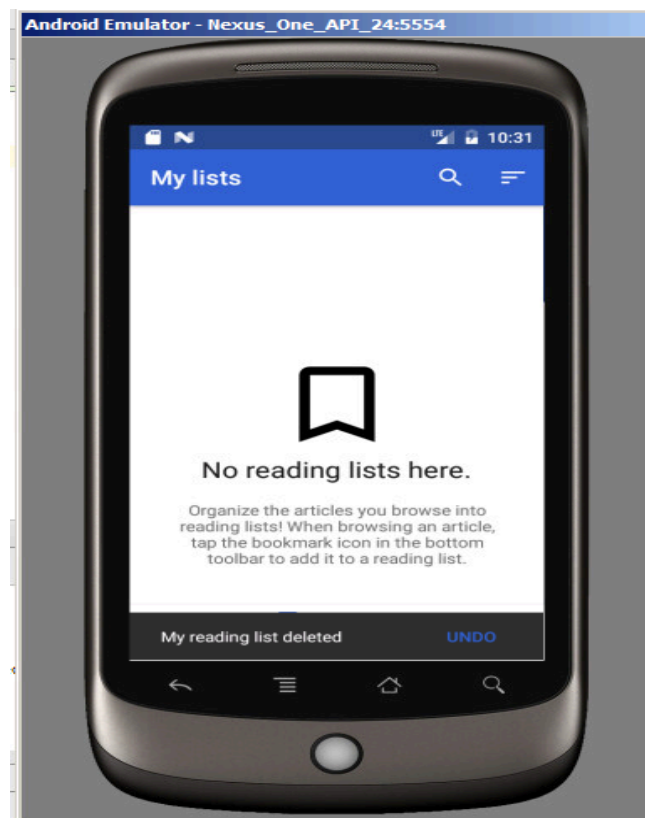 Android Emulator - Nexus_One_API_24:5554
LTE 10:31
My lists
No reading lists here.
Organize the articles you browse into
reading lists! When browsing an article,
tap the bookmark icon in the bottom
toolbar to add it to a reading list.
My reading list deleted UNDO